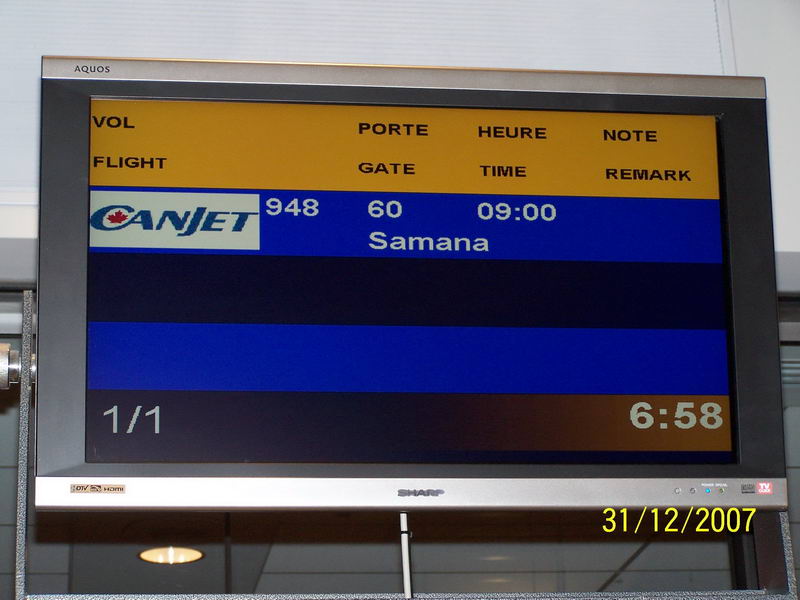 AQUOS
VOL PORTE HEURE NOTE
FLIGHT GATE TIME REMARK
CANJET 948 60 09:00
Samana
1/1 6:58
HDMI SHARP
31/12/2007